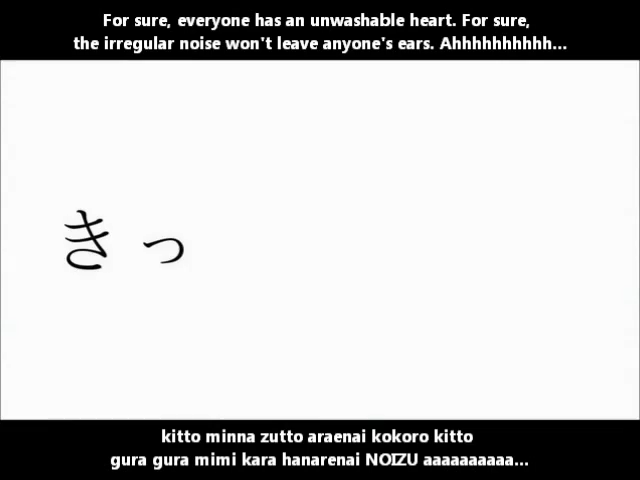 For sure, everyone has an unwashable heart. For sure,
the irregular noise won't leave anyone's ears. Ahhhhhhhhhh...
きっ
kitto minna zutto araenai kokoro kitto
gura gura mimi kara hanarenai NOIZU aaaaaaaaaa...